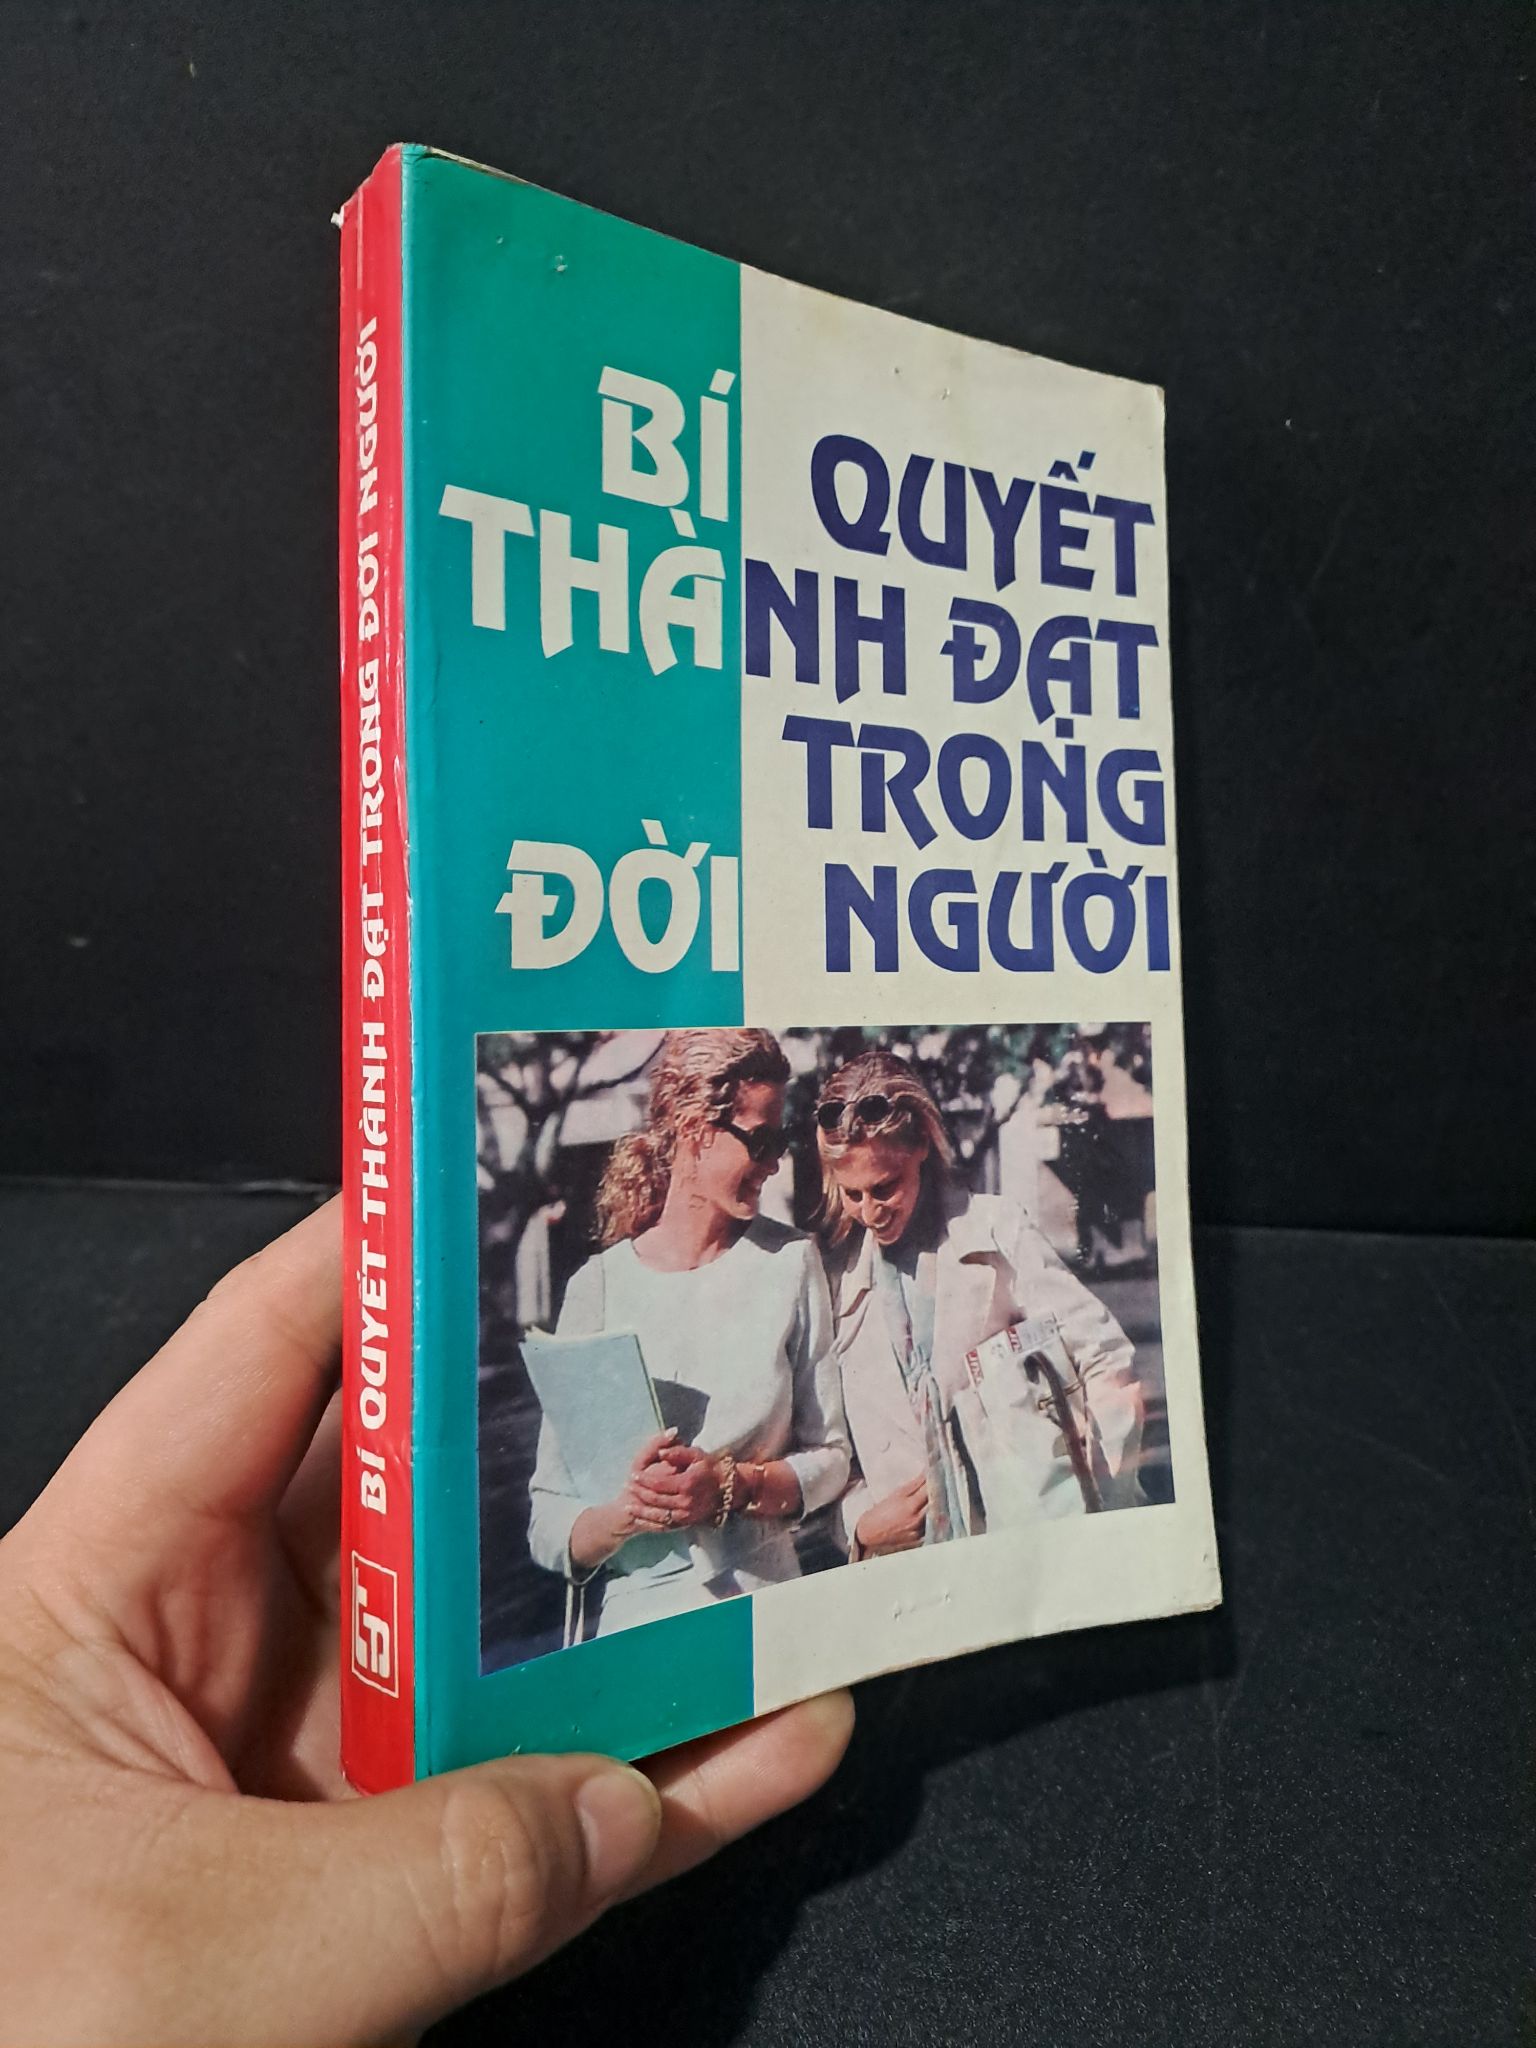 BÍ QUYẾT
THÀNH ĐẠT
TRONG
ĐỜI NGƯỜI
BÍ QUYẾT THÀNH ĐẠT TRONG ĐỜI NGƯỜI